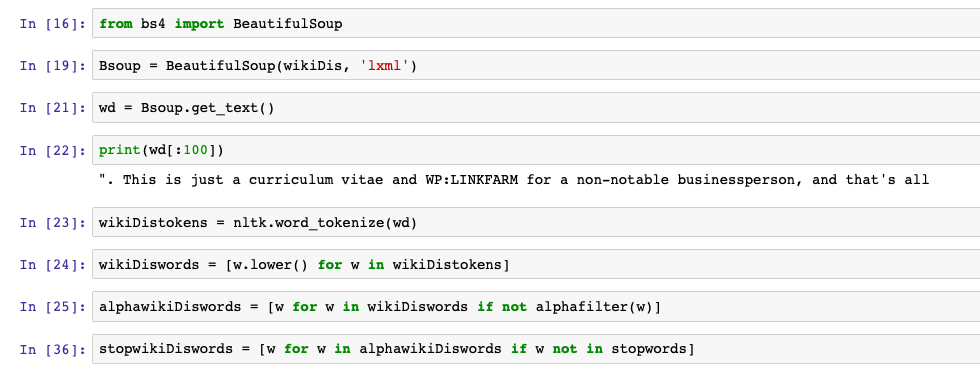 In [16]: from bs4 import BeautifulSoup
In [19]: Bsoup = BeautifulSoup(wikiDis, 'lxml')
In [21]: wd = Bsoup.get_text()
In [22]: print(wd[:100])
". This is just a curriculum vitae and WP:LINKFARM for a non-notable businessperson, and that's all
In [23]: wikiDistokens = nltk.word_tokenize(wd)
In [24]: wikiDiswords = [w.lower() for w in wikiDistokens]
In [25]: alphawikiDiswords = [w for w in wikiDiswords if not alphafilter(w)]
In [36]: stopwikiDiswords = [w for w in alphawikiDiswords if w not in stopwords]